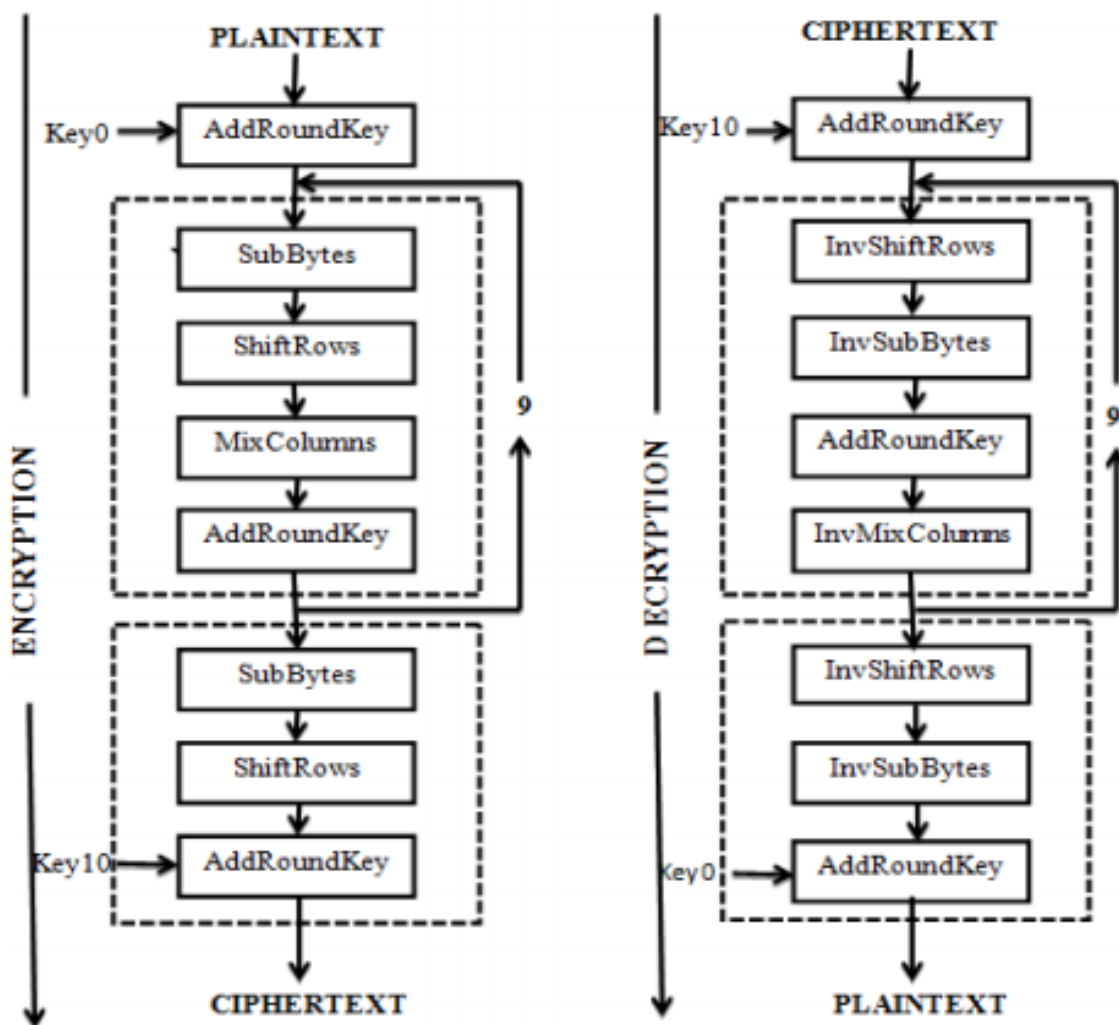 PLAINTEXT
Key0
AddRoundKey
SubBytes
ShiftRows
MixColumns
AddRoundKey
9
SubBytes
ShiftRows
Key10
AddRoundKey
CIPHERTEXT
ENCRYPTION
CIPHERTEXT
Key10
AddRoundKey
InvShiftRows
InvSubBytes
AddRoundKey
InvMixColumns
9
InvShiftRows
InvSubBytes
Key0
AddRoundKey
PLAINTEXT
DECRYPTION